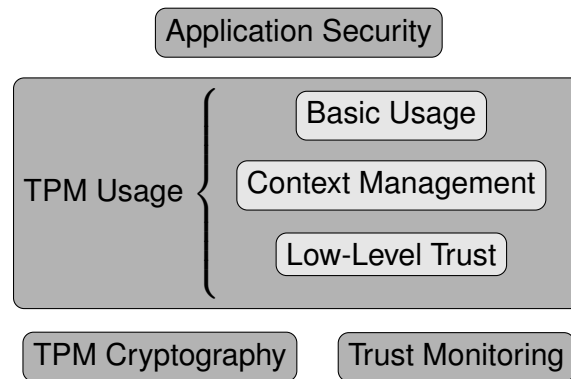 Application Security
Basic Usage
TPM Usage
Context Management
Low-Level Trust
TPM Cryptography
Trust Monitoring